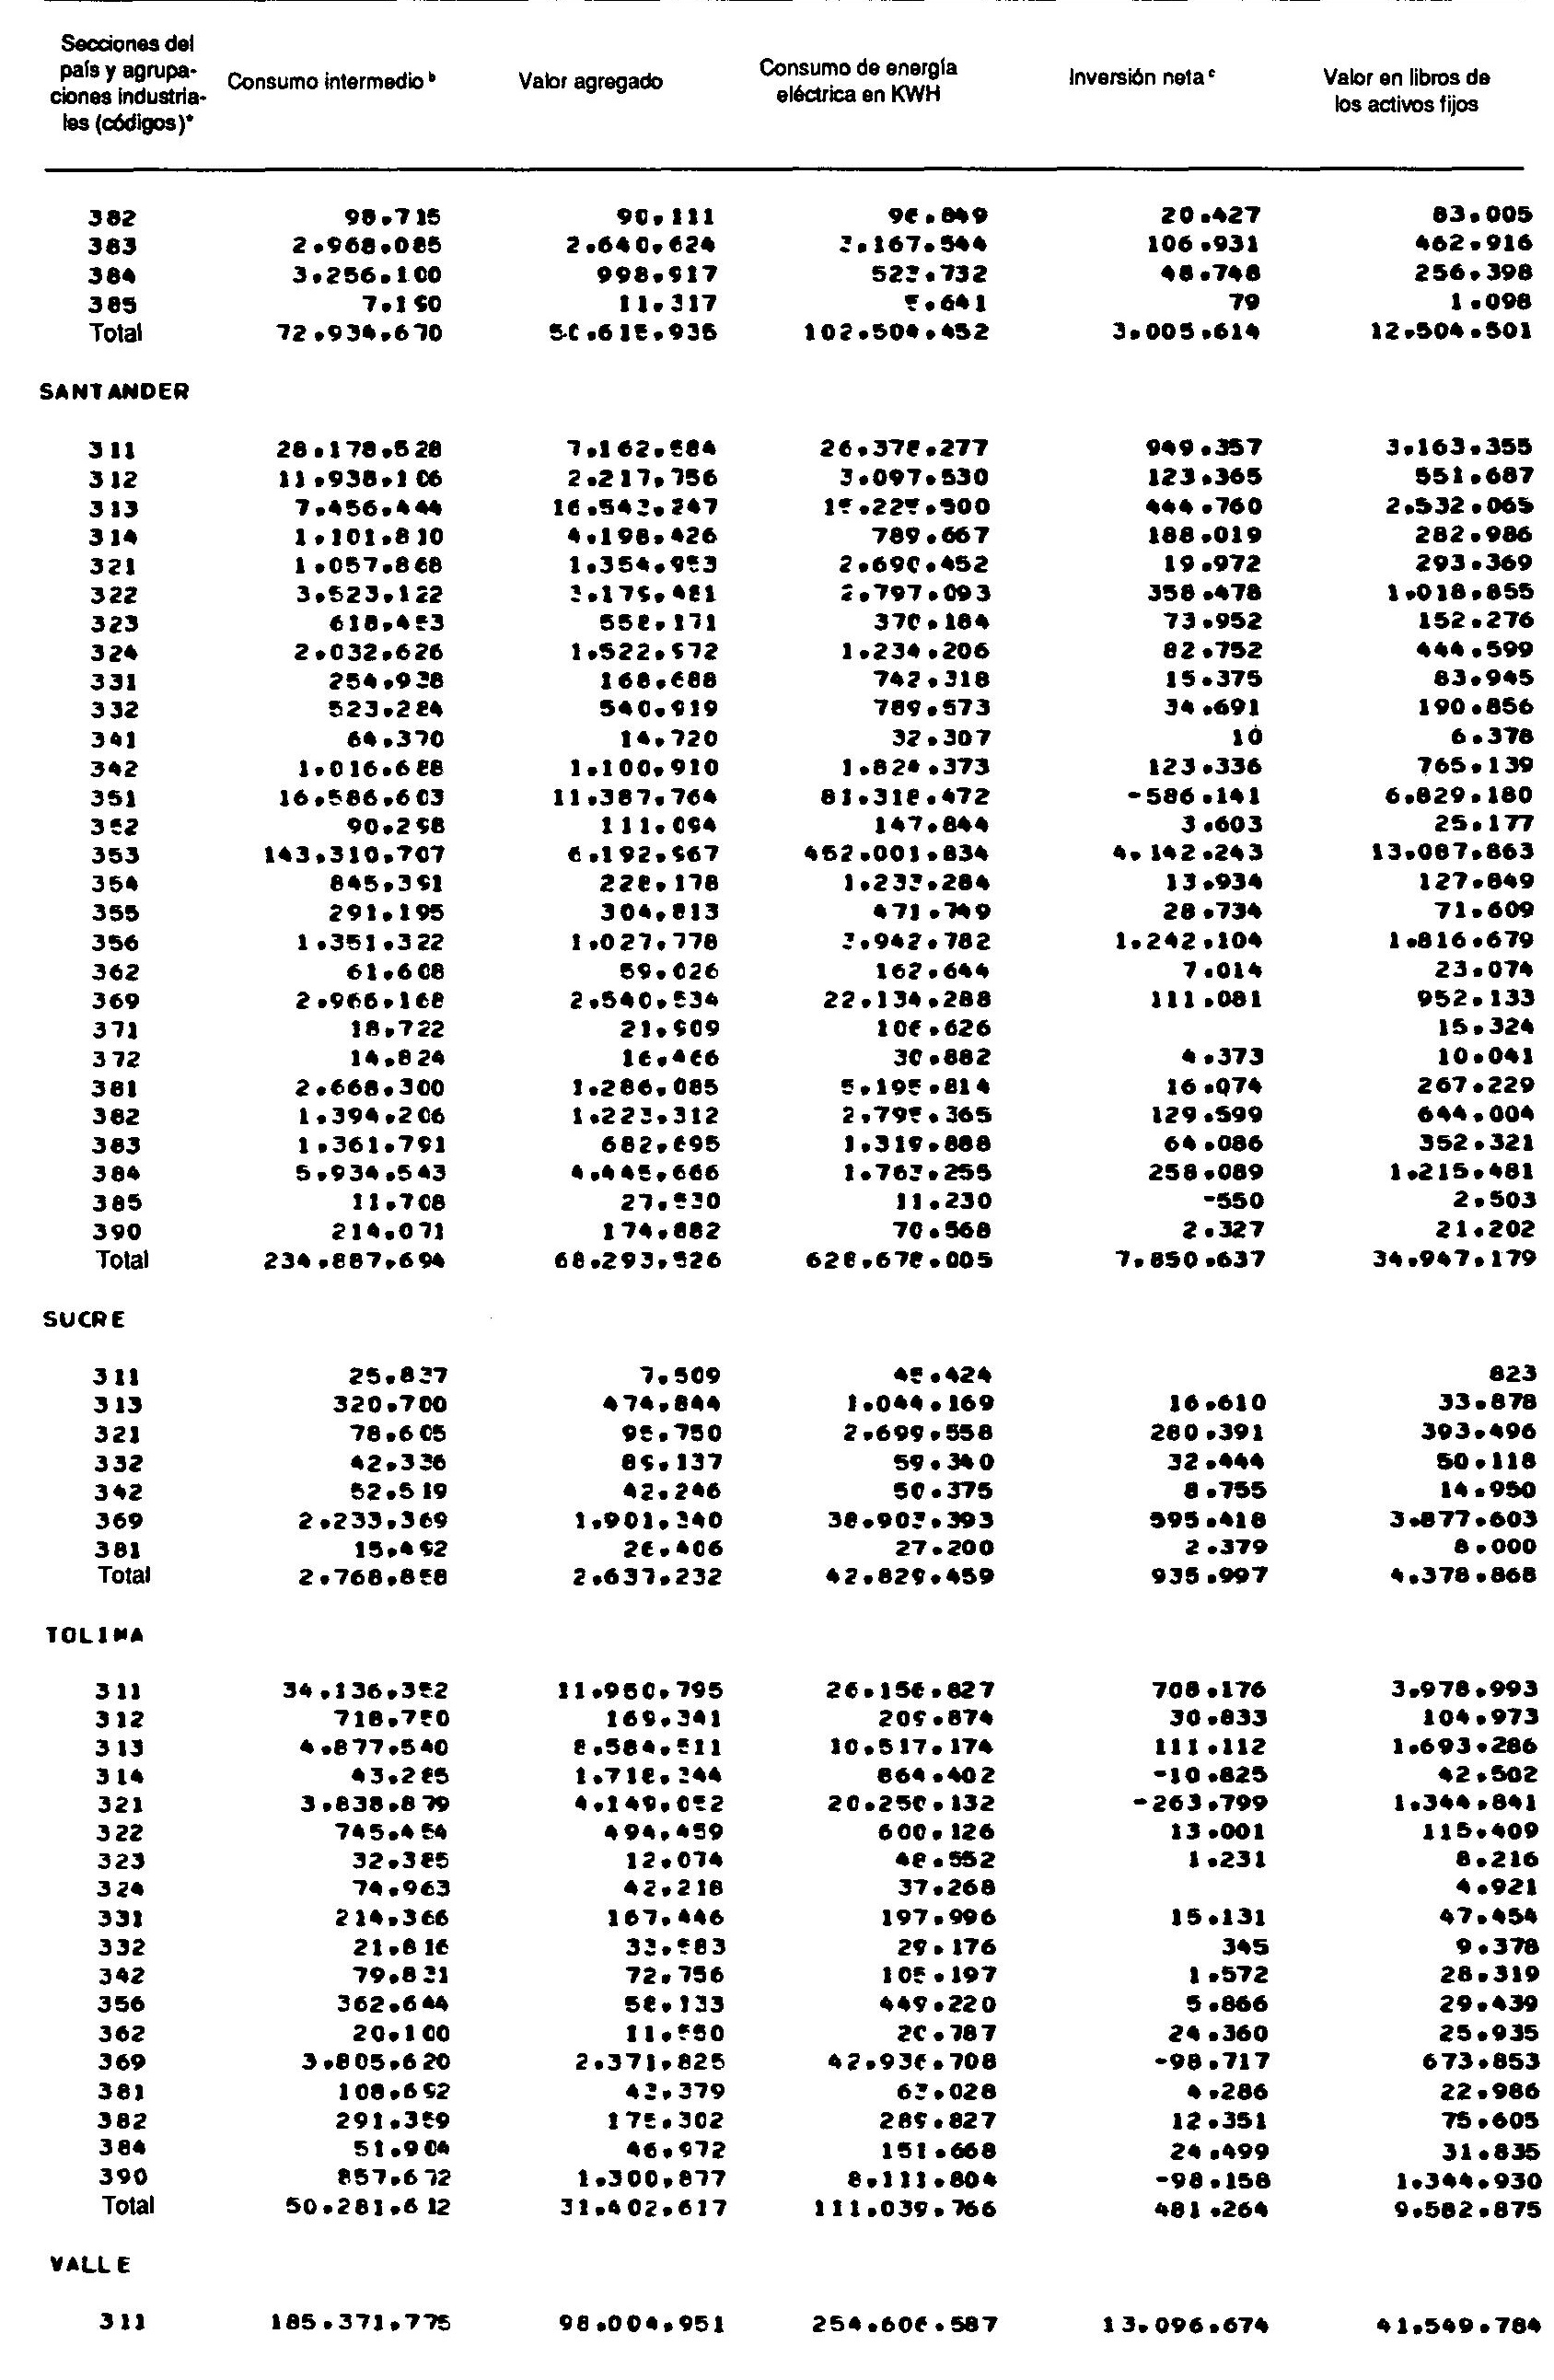 Secciones del país y agrupaciones industriales (códigos)* Consumo intermedio ᵇ Valor agregado Consumo de energía eléctrica en KWH Inversión neta ᶜ Valor en libros de los activos fijos
382 98.715 90.111 96.849 20.427 83.005
383 2.968.085 2.640.624 3.167.544 106.931 462.916
384 3.256.100 998.917 523.732 48.748 256.398
385 7.190 11.317 79 1.098
Total 72.934.670 50.615.935 102.504.452 3.005.614 12.504.501
SANTANDER
311 28.178.528 7.162.584 26.378.277 949.357 3.163.355
312 11.938.106 2.217.756 3.097.530 123.365 551.687
313 7.456.444 16.543.247 15.225.500 444.760 2.532.065
314 1.101.810 4.198.426 789.667 188.019 282.986
321 1.057.868 1.354.953 2.690.452 19.972 293.369
322 3.523.122 3.179.481 2.797.093 358.478 1.018.855
323 618.453 558.171 370.184 73.952 152.276
324 2.032.626 1.522.972 1.234.206 82.752 444.599
331 254.938 168.688 742.318 15.375 83.945
332 523.284 540.919 789.573 34.691 190.856
341 64.370 14.720 32.307 10 6.378
342 1.016.688 1.100.910 1.824.373 123.336 765.139
351 16.586.603 11.387.764 81.318.472 -586.141 6.829.180
352 90.298 111.094 147.844 3.603 25.177
353 143.310.707 6.192.967 452.001.834 4.142.243 13.087.863
354 845.391 228.178 1.233.284 13.934 127.849
355 291.195 304.813 471.749 28.734 71.609
356 1.351.322 1.027.778 3.942.782 1.242.104 1.816.679
362 61.608 59.026 162.644 7.014 23.074
369 2.966.168 2.540.534 22.134.288 111.081 952.133
371 18.722 21.909 106.626 15.324
372 14.824 16.466 30.882 4.373 10.041
381 2.668.300 1.286.085 5.195.814 16.074 267.229
382 1.394.206 1.223.312 2.795.365 129.599 644.004
383 1.361.791 682.695 1.319.888 64.086 352.321
384 5.934.543 4.445.666 1.763.255 258.089 1.215.481
385 11.708 27.530 11.230 -550 2.503
390 214.071 174.882 70.568 2.327 21.202
Total 234.887.694 68.293.526 628.678.005 7.850.637 34.947.179
SUCRE
311 25.837 7.509 45.424 823
313 320.700 474.844 1.044.169 16.610 33.878
321 78.605 95.750 2.699.558 280.391 393.496
332 42.336 89.137 59.340 32.444 50.118
342 52.519 42.246 50.375 8.755 14.950
369 2.233.369 1.901.340 38.903.393 595.418 3.877.603
381 15.492 26.406 27.200 2.379 8.000
Total 2.768.858 2.637.232 42.829.459 935.997 4.378.868
TOLIMA
311 34.136.352 11.960.795 26.156.827 708.176 3.978.993
312 718.750 169.341 209.874 30.833 104.973
313 4.877.540 8.584.511 10.517.174 111.112 1.693.286
314 43.285 1.718.344 864.402 -10.825 42.502
321 3.838.879 4.149.052 20.250.132 -263.799 1.344.841
322 745.454 494.459 600.126 13.001 115.409
323 32.385 12.074 48.552 1.231 8.216
324 74.963 42.218 37.268 4.921
331 214.366 167.446 197.996 15.131 47.454
332 21.816 33.583 29.176 345 9.378
342 79.831 72.756 105.197 1.572 28.319
356 362.644 58.133 449.220 5.866 29.439
362 20.100 11.550 20.787 24.360 25.935
369 3.805.620 2.371.825 42.936.708 -98.717 673.853
381 108.692 43.379 63.028 4.286 22.986
382 291.359 175.302 289.827 12.351 75.605
384 51.904 46.972 151.668 24.499 31.835
390 857.672 1.300.877 8.111.804 -98.158 1.344.930
Total 50.281.612 31.402.617 111.039.766 481.264 9.582.875
VALLE
311 185.371.775 98.004.951 254.606.587 13.096.674 41.549.784